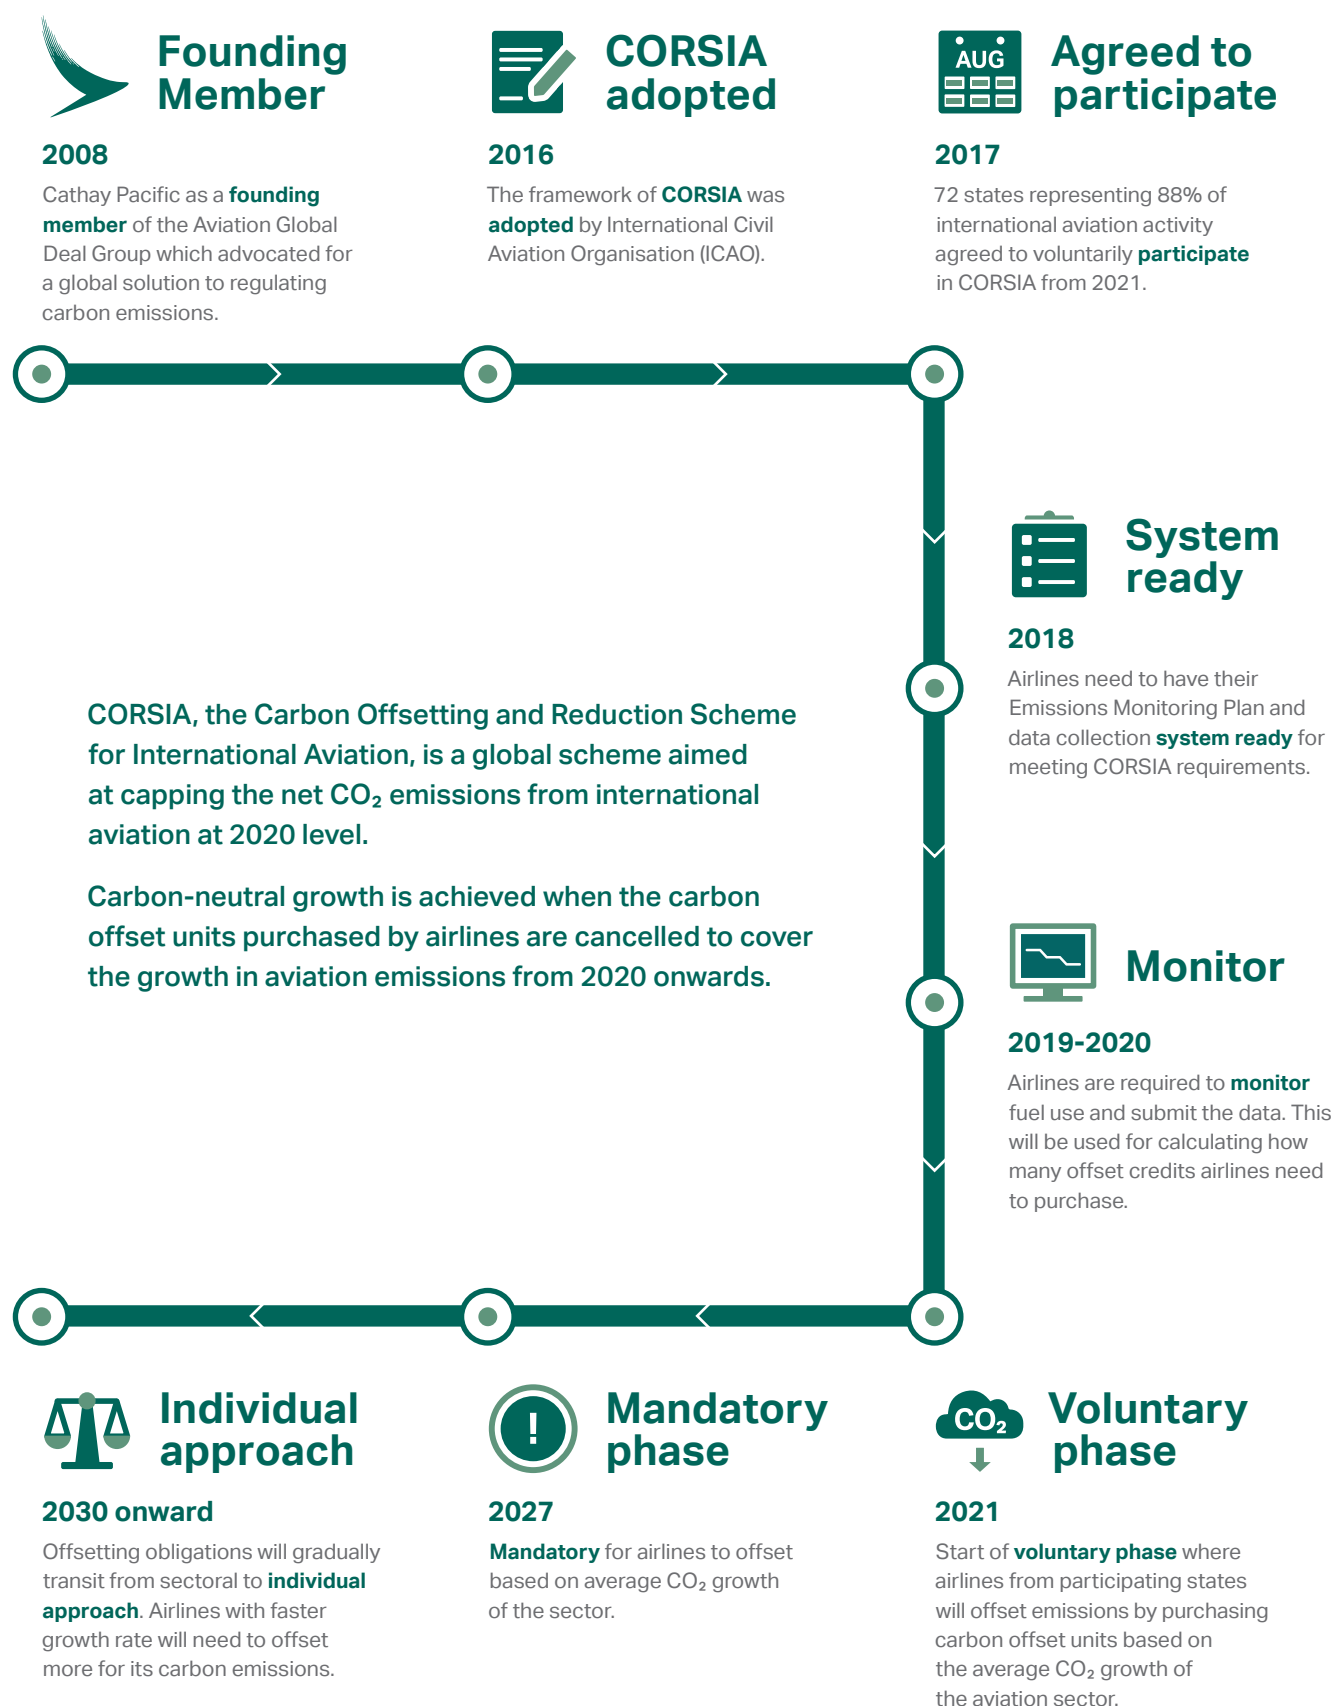 Founding
Member
2008
Cathay Pacific as a founding
member of the Aviation Global
Deal Group which advocated for
a global solution to regulating
carbon emissions.
CORSIA
adopted
2016
The framework of CORSIA was
adopted by International Civil
Aviation Organisation (ICAO).
AUG
Agreed to
participate
2017
72 states representing 88% of
international aviation activity
agreed to voluntarily participate
in CORSIA from 2021.
System
ready
2018
Airlines need to have their
Emissions Monitoring Plan and
data collection system ready for
meeting CORSIA requirements.
CORSIA, the Carbon Offsetting and Reduction Scheme
for International Aviation, is a global scheme aimed
at capping the net CO₂ emissions from international
aviation at 2020 level.
Carbon-neutral growth is achieved when the carbon
offset units purchased by airlines are cancelled to cover
the growth in aviation emissions from 2020 onwards.
Monitor
2019-2020
Airlines are required to monitor
fuel use and submit the data. This
will be used for calculating how
many offset credits airlines need
to purchase.
CO₂
Voluntary
phase
2021
Start of voluntary phase where
airlines from participating states
will offset emissions by purchasing
carbon offset units based on
the average CO₂ growth of
the aviation sector.
!
Mandatory
phase
2027
Mandatory for airlines to offset
based on average CO₂ growth
of the sector.
Individual
approach
2030 onward
Offsetting obligations will gradually
transit from sectoral to individual
approach. Airlines with faster
growth rate will need to offset
more for its carbon emissions.